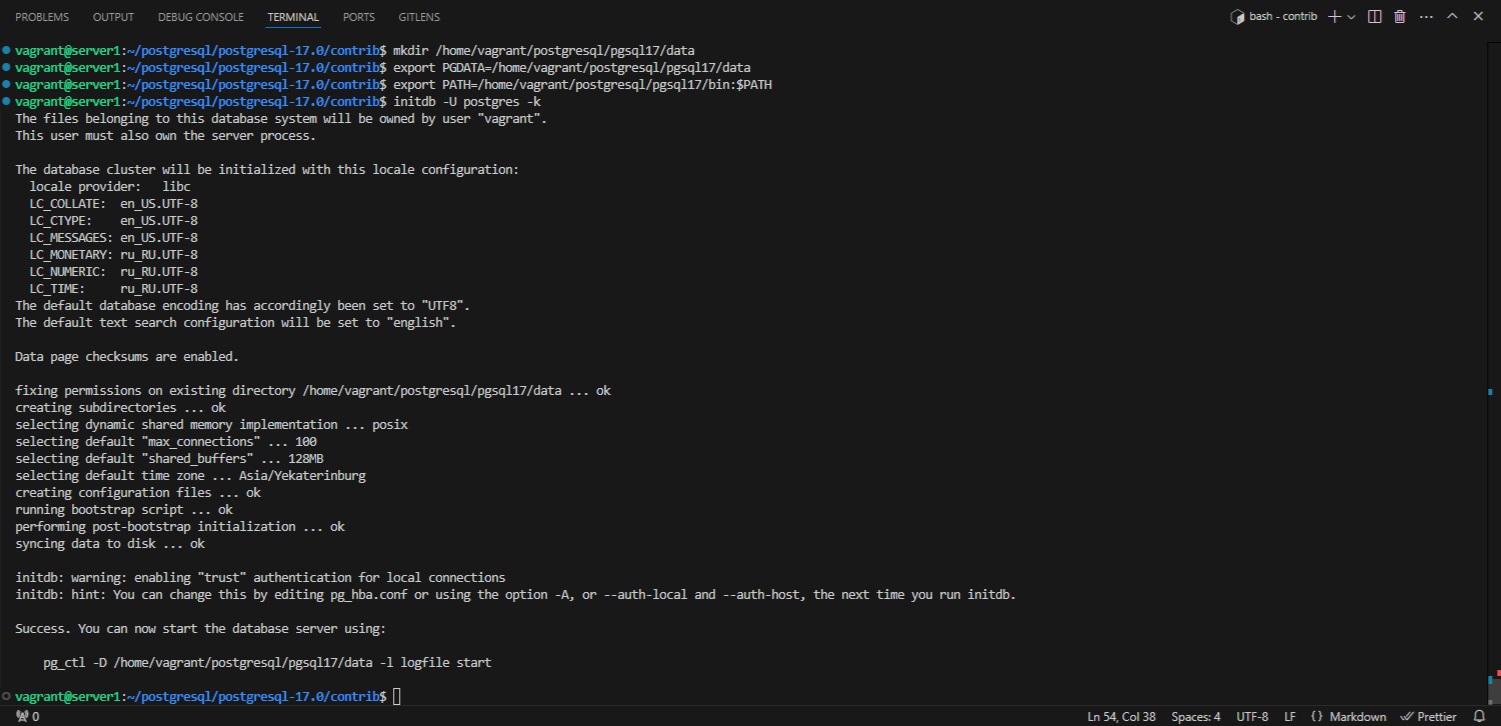 PROBLEMS OUTPUT DEBUG CONSOLE TERMINAL PORTS GITLENS bash - contrib
vagrant@server1:~/postgresql/postgresql-17.0/contrib$ mkdir /home/vagrant/postgresql/pgsql17/data
vagrant@server1:~/postgresql/postgresql-17.0/contrib$ export PGDATA=/home/vagrant/postgresql/pgsql17/data
vagrant@server1:~/postgresql/postgresql-17.0/contrib$ export PATH=/home/vagrant/postgresql/pgsql17/bin:$PATH
vagrant@server1:~/postgresql/postgresql-17.0/contrib$ initdb -U postgres -k
The files belonging to this database system will be owned by user "vagrant".
This user must also own the server process.

The database cluster will be initialized with this locale configuration:
  locale provider:   libc
  LC_COLLATE:  en_US.UTF-8
  LC_CTYPE:    en_US.UTF-8
  LC_MESSAGES: en_US.UTF-8
  LC_MONETARY: ru_RU.UTF-8
  LC_NUMERIC:  ru_RU.UTF-8
  LC_TIME:     ru_RU.UTF-8
The default database encoding has accordingly been set to "UTF8".
The default text search configuration will be set to "english".

Data page checksums are enabled.

fixing permissions on existing directory /home/vagrant/postgresql/pgsql17/data ... ok
creating subdirectories ... ok
selecting dynamic shared memory implementation ... posix
selecting default "max_connections" ... 100
selecting default "shared_buffers" ... 128MB
selecting default time zone ... Asia/Yekaterinburg
creating configuration files ... ok
running bootstrap script ... ok
performing post-bootstrap initialization ... ok
syncing data to disk ... ok

initdb: warning: enabling "trust" authentication for local connections
initdb: hint: You can change this by editing pg_hba.conf or using the option -A, or --auth-local and --auth-host, the next time you run initdb.

Success. You can now start the database server using:

    pg_ctl -D /home/vagrant/postgresql/pgsql17/data -l logfile start

vagrant@server1:~/postgresql/postgresql-17.0/contrib$
0 Ln 54, Col 38 Spaces: 4 UTF-8 LF {} Markdown Prettier